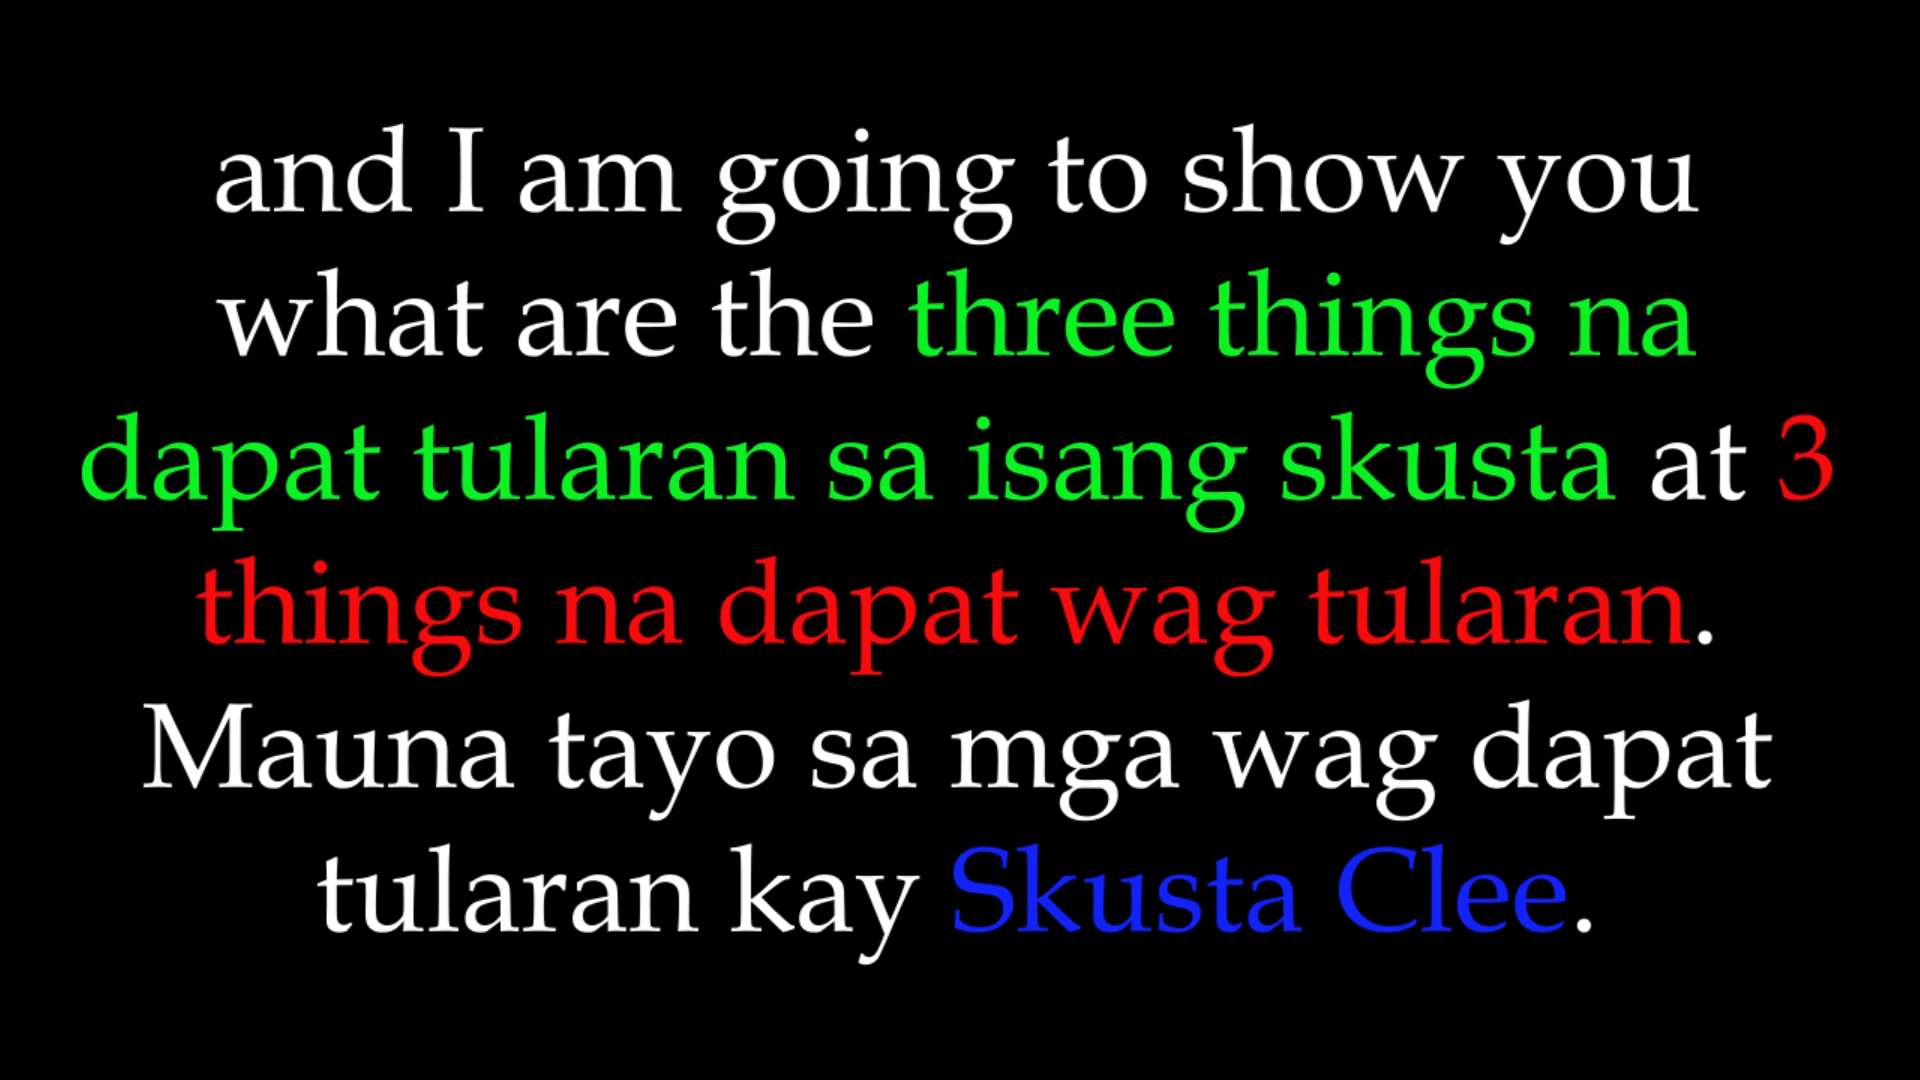 and I am going to show you
what are the three things na
dapat tularan sa isang skusta at 3
things na dapat wag tularan.
Mauna tayo sa mga wag dapat
tularan kay Skusta Clee.